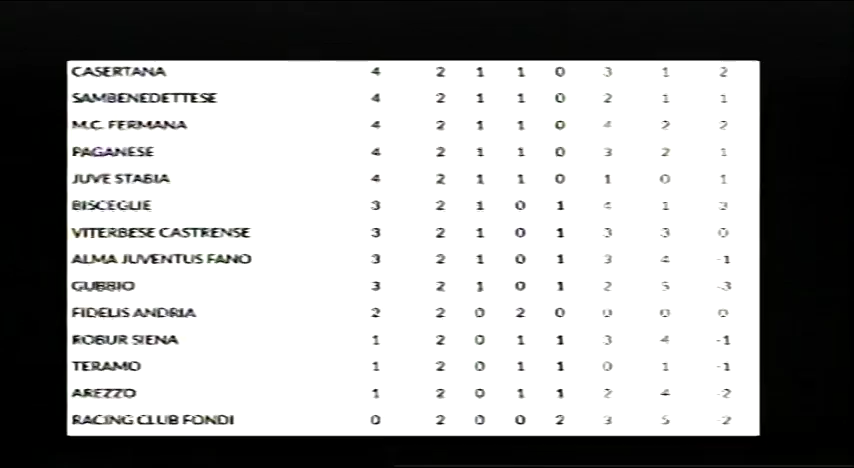 CASERTANA 4 2 1 1 0 3 1 2
SAMBENEDETTESE 4 2 1 1 0 2 1 1
M.C. FERMANA 4 2 1 1 0 4 2 2
PAGANESE 4 2 1 1 0 3 2 1
JUVE STABIA 4 2 1 1 0 1 0 1
BISCEGLIE 3 2 1 0 1 4 1 3
VITERBESE CASTRENSE 3 2 1 0 1 3 3 0
ALMA JUVENTUS FANO 3 2 1 0 1 3 4 -1
GUBBIO 3 2 1 0 1 2 5 -3
FIDELIS ANDRIA 2 2 0 2 0 0 0 0
ROBUR SIENA 1 2 0 1 1 3 4 -1
TERAMO 1 2 0 1 1 0 1 -1
AREZZO 1 2 0 1 1 2 4 -2
RACING CLUB FONDI 0 2 0 0 2 3 5 -2